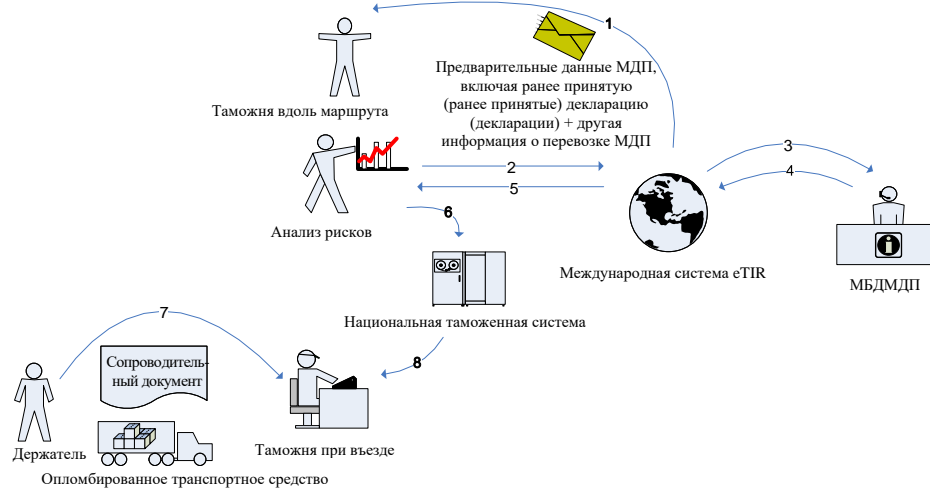 1
Предварительные данные МДП,
включая ранее принятую
(ранее принятые) декларацию
(декларации) + другая
информация о перевозке МДП
Таможня вдоль маршрута
2
3
5
4
6
Анализ рисков
Международная система eTIR
МБДМДП
Национальная таможенная система
7
8
Сопроводитель-
ный документ
Держатель
Таможня при въезде
Опломбированное транспортное средство